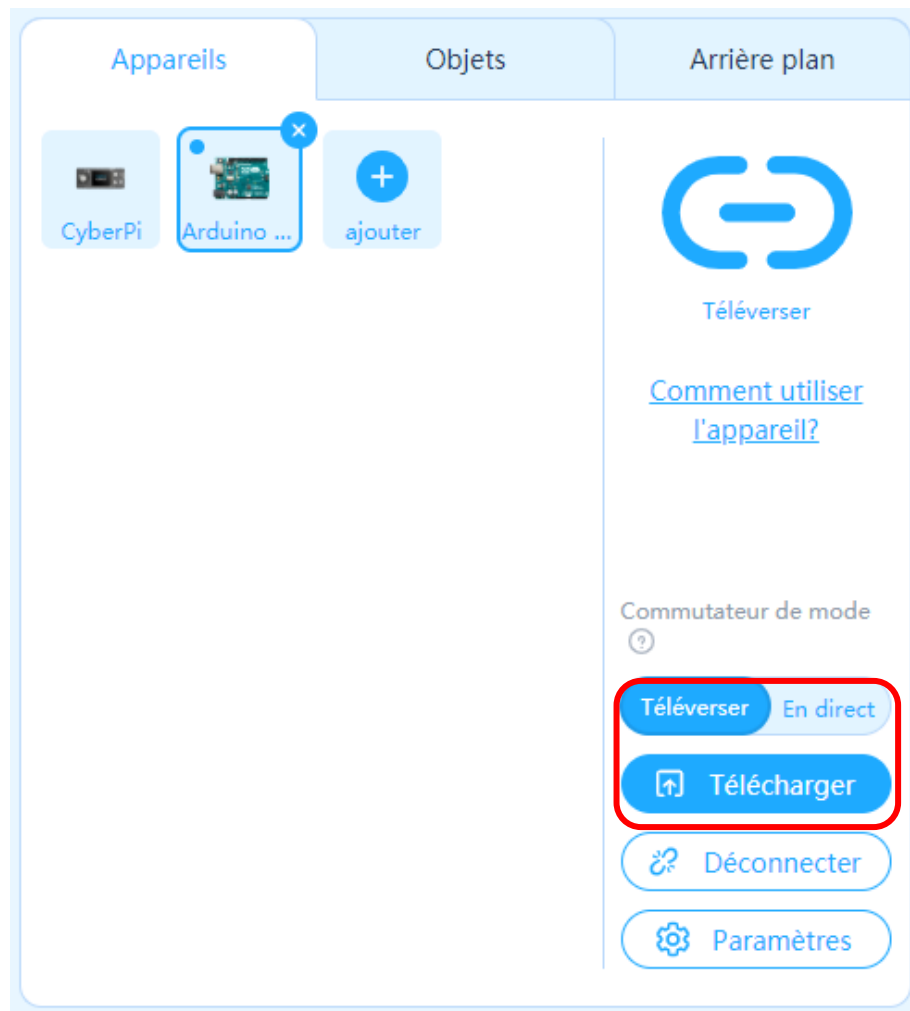 Appareils
Objets
Arrière plan
CyberPi
Arduino ...
ajouter
Téléverser
Comment utiliser
l'appareil?
Commutateur de mode
?
Téléverser
En direct
Télécharger
Déconnecter
Paramètres